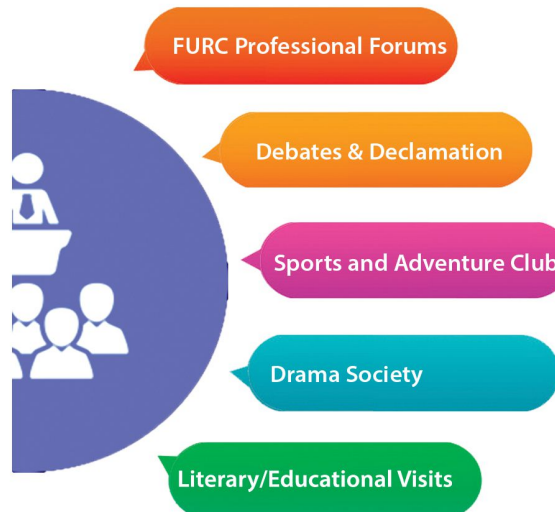 FURC Professional Forums
Debates & Declamation
Sports and Adventure Club
Drama Society
Literary/Educational Visits